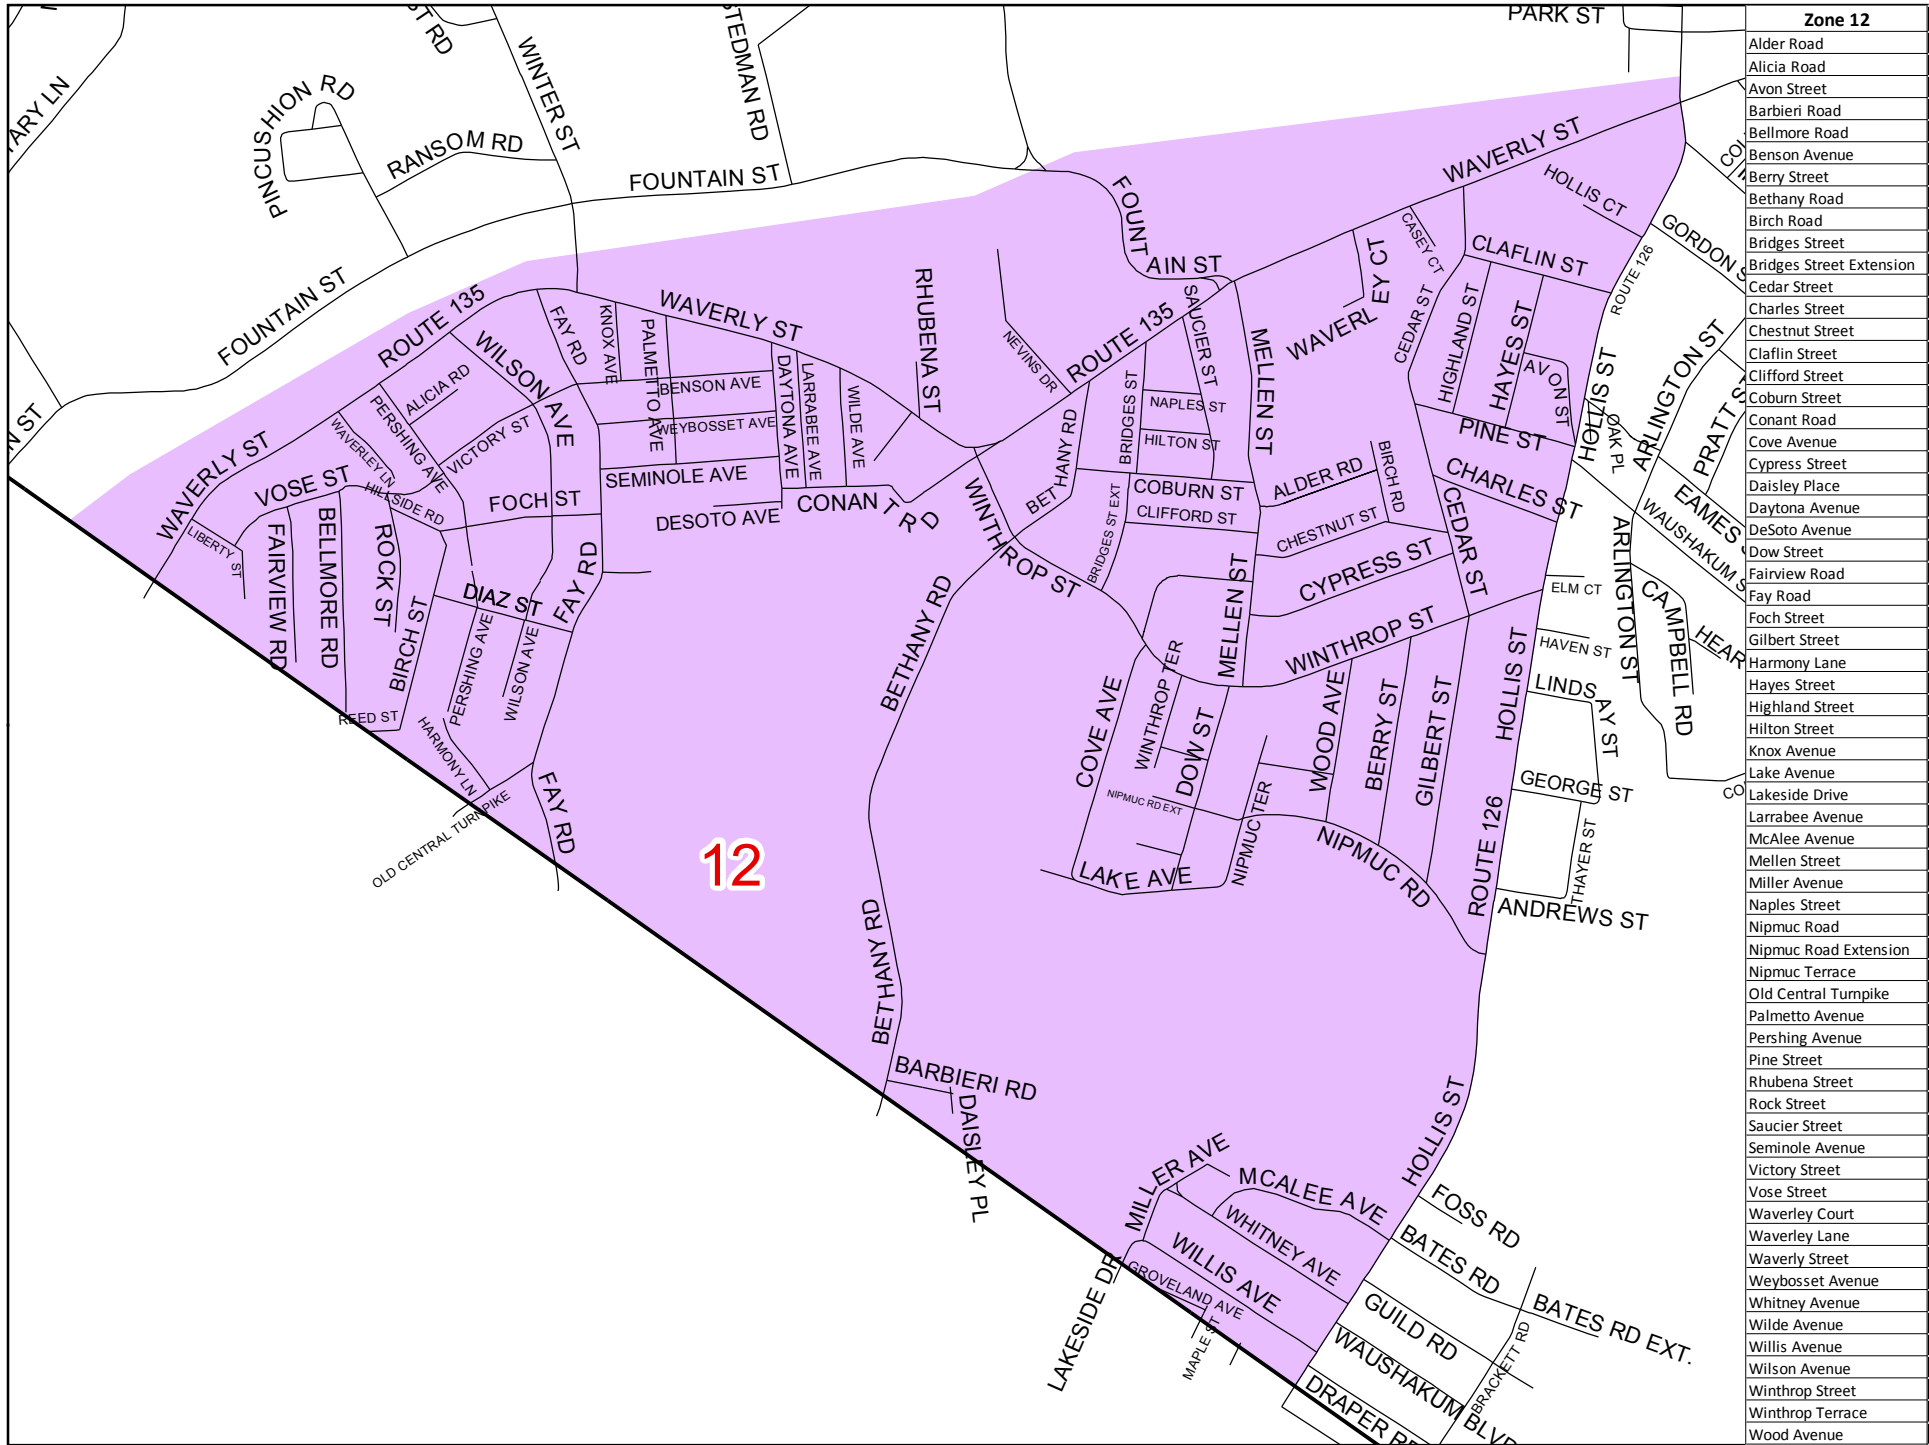 PARK ST
ST RD
WINTER ST
STEDMAN RD
ARY LN
PINCUSHION RD
RANSOM RD
FOUNTAIN ST
FOUNTAIN ST
FOUNTAIN ST
N ST
WAVERLY ST
HOLLIS CT
CASEY CT
CLAFLIN ST
GORDON S
ROUTE 126
ROUTE 135
WAVERLY ST
RHUBENA ST
NEVINS DR
ROUTE 135
SAUCIER ST
MELLEN ST
WAVERLEY CT
CEDAR ST
HIGHLAND ST
HAYES ST
AVON ST
HOLLIS ST
OAK PL
ARLINGTON ST
PRATT S
FAY RD
KNOX AVE
PALMETTO AVE
WILSON AVE
ALICIA RD
PERSHING AVE
VICTORY ST
BENSON AVE
WEYBOSSET AVE
DAYTONA AVE
LARRABEE AVE
WILDE AVE
SEMINOLE AVE
DESOTO AVE
CONANT RD
BRIDGES ST
NAPLES ST
HILTON ST
BETHANY RD
COBURN ST
CLIFFORD ST
BRIDGES ST EXT
ALDER RD
BIRCH RD
CHESTNUT ST
CYPRESS ST
PINE ST
CHARLES ST
CEDAR ST
EAMES S
WAUSHAKUM S
WAVERLY ST
VOSE ST
WAVERLEY LN
HILLSIDE RD
FOCH ST
LIBERTY ST
FAIRVIEW RD
BELLMORE RD
ROCK ST
BIRCH ST
DIAZ ST
FAY RD
PERSHING AVE
WILSON AVE
REED ST
HARMONY LN
OLD CENTRAL TURNPIKE
FAY RD
WINTHROP ST
BETHANY RD
MELLEN ST
WINTHROP ST
WINTHROP TER
COVE AVE
DOW ST
NIPMUC RD EXT
NIPMUC TER
LAKE AVE
WOOD AVE
BERRY ST
GILBERT ST
NIPMUC RD
HOLLIS ST
ROUTE 126
ELM CT
HAVEN ST
LINDSAY ST
ARLINGTON ST
CAMPBELL RD
HEAR
GEORGE ST
THAYER ST
ANDREWS ST
CO
12
BETHANY RD
BARBIERI RD
DAISLEY PL
HOLLIS ST
MILLER AVE
MCALEE AVE
WHITNEY AVE
WILLIS AVE
GROVELAND AVE
LAKESIDE DR
MAPLE ST
FOSS RD
BATES RD
BATES RD EXT.
GUILD RD
BRACKETT RD
WAUSHAKUM BLVD
DRAPER R
Zone 12
Alder Road
Alicia Road
Avon Street
Barbieri Road
Bellmore Road
Benson Avenue
Berry Street
Bethany Road
Birch Road
Bridges Street
Bridges Street Extension
Cedar Street
Charles Street
Chestnut Street
Claflin Street
Clifford Street
Coburn Street
Conant Road
Cove Avenue
Cypress Street
Daisley Place
Daytona Avenue
DeSoto Avenue
Dow Street
Fairview Road
Fay Road
Foch Street
Gilbert Street
Harmony Lane
Hayes Street
Highland Street
Hilton Street
Knox Avenue
Lake Avenue
Lakeside Drive
Larrabee Avenue
McAlee Avenue
Mellen Street
Miller Avenue
Naples Street
Nipmuc Road
Nipmuc Road Extension
Nipmuc Terrace
Old Central Turnpike
Palmetto Avenue
Pershing Avenue
Pine Street
Rhubena Street
Rock Street
Saucier Street
Seminole Avenue
Victory Street
Vose Street
Waverley Court
Waverley Lane
Waverly Street
Weybosset Avenue
Whitney Avenue
Wilde Avenue
Willis Avenue
Wilson Avenue
Winthrop Street
Winthrop Terrace
Wood Avenue